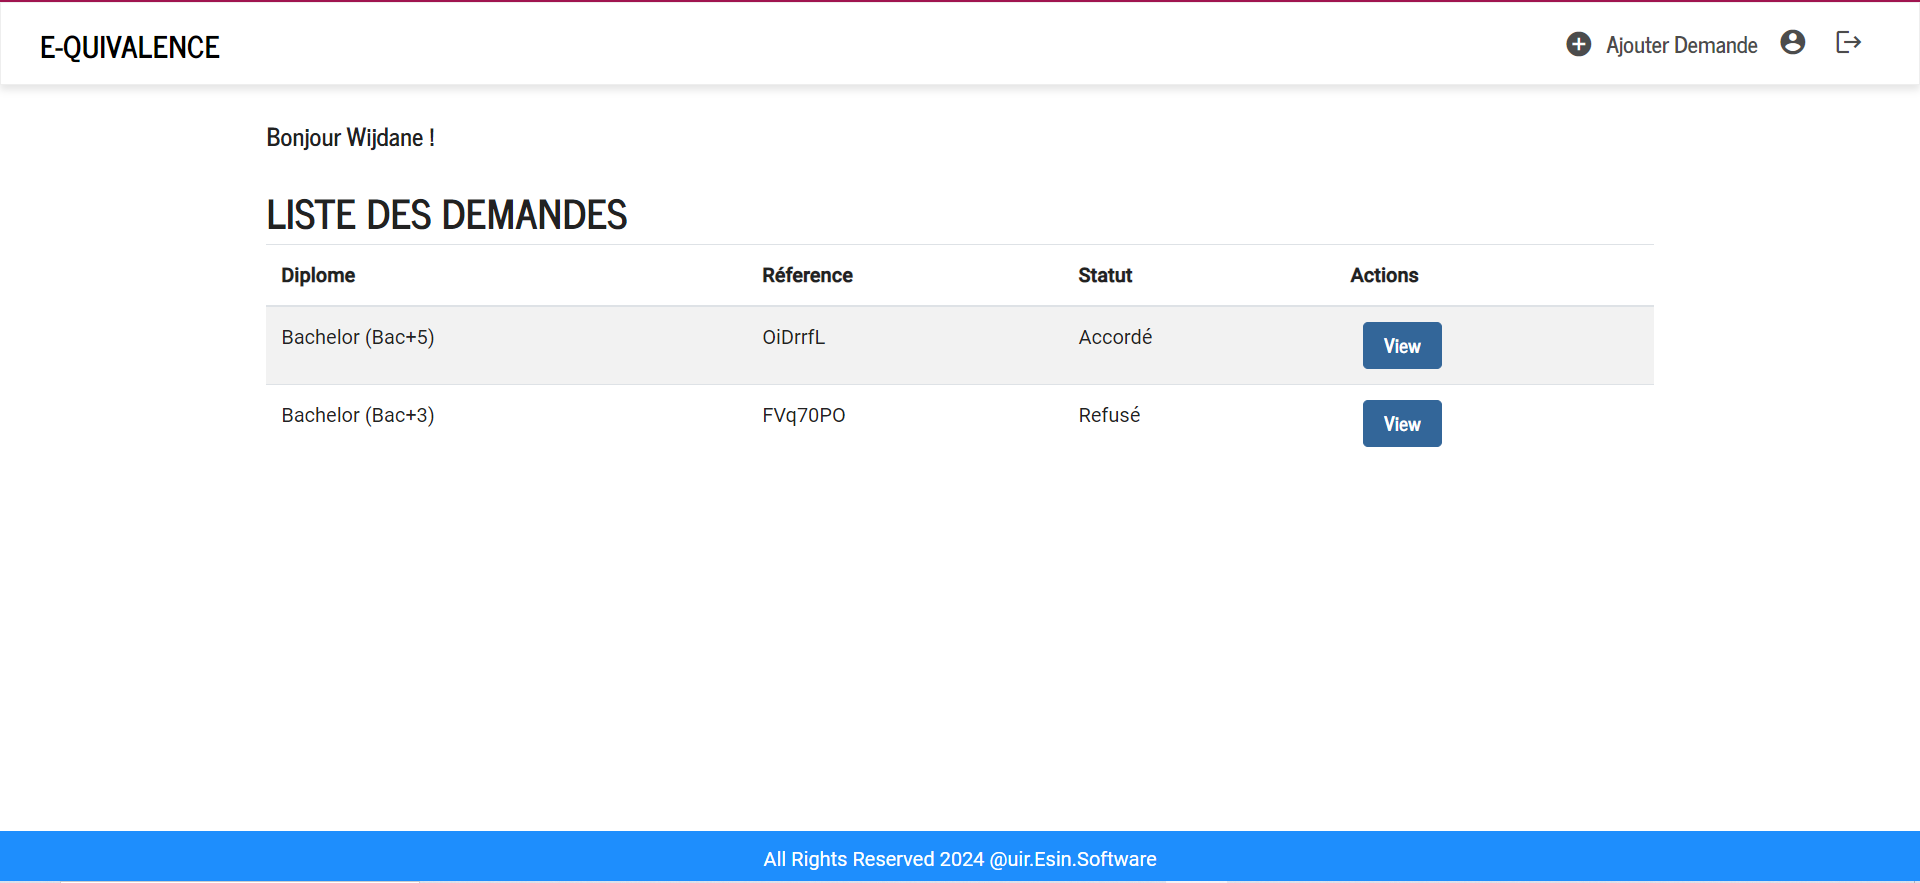 E-QUIVALENCE
Ajouter Demande
Bonjour Wijdane !
LISTE DES DEMANDES
Diplome Réference Statut Actions
Bachelor (Bac+5) OiDrrfL Accordé View
Bachelor (Bac+3) FVq70PO Refusé View
All Rights Reserved 2024 @uir.Esin.Software